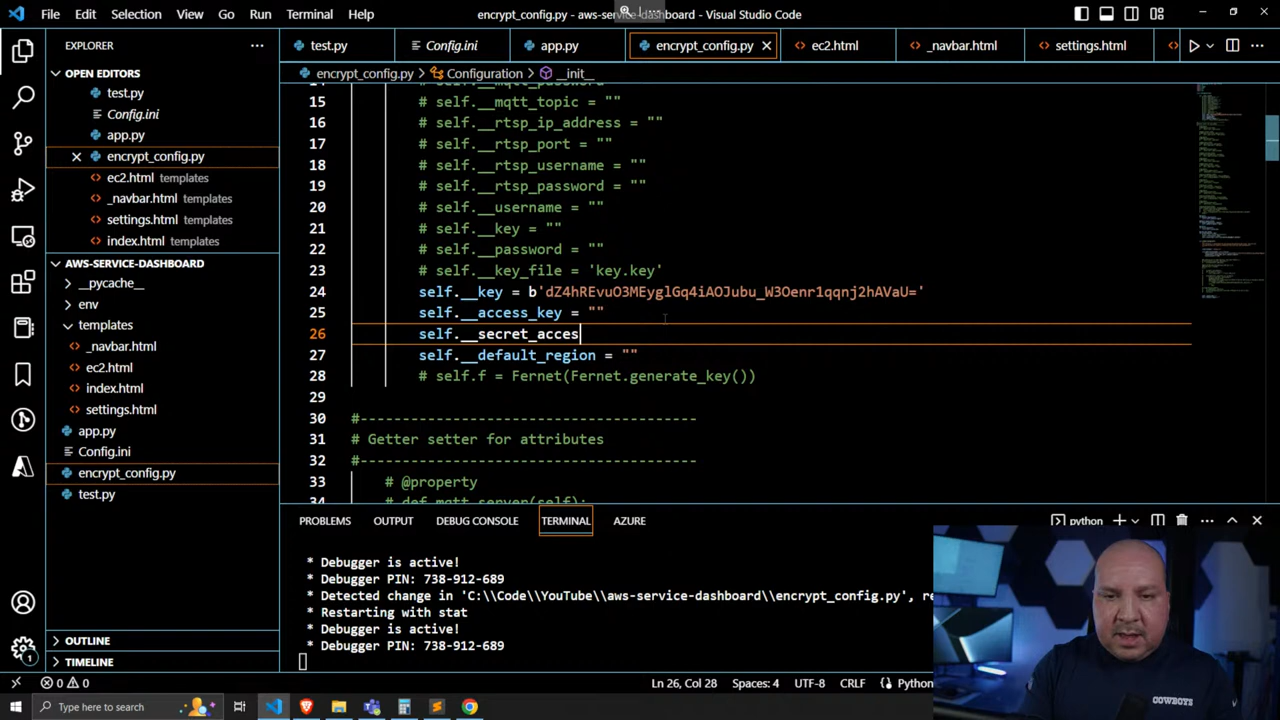 File Edit Selection View Go Run Terminal Help
encrypt_config.py - aws-service-dashboard - Visual Studio Code
EXPLORER
test.py Config.ini app.py encrypt_config.py ec2.html _navbar.html settings.html
encrypt_config.py > Configuration > __init__
OPEN EDITORS
test.py
Config.ini
app.py
encrypt_config.py
ec2.html templates
_navbar.html templates
settings.html templates
index.html templates
AWS-SERVICE-DASHBOARD
__pycache__
env
templates
_navbar.html
ec2.html
index.html
settings.html
app.py
Config.ini
encrypt_config.py
test.py
OUTLINE
TIMELINE
15 # self.__mqtt_topic = ""
16 # self.__rtsp_ip_address = ""
17 # self.__rtsp_port = ""
18 # self.__rtsp_username = ""
19 # self.__rtsp_password = ""
20 # self.__username = ""
21 # self.__key = ""
22 # self.__password = ""
23 # self.__key_file = 'key.key'
24 self.__key = b'dZ4hREvuO3MEyglGq4iAOJubu_W3Oenr1qqnj2hAVaU='
25 self.__access_key = ""
26 self.__secret_acces
27 self.__default_region = ""
28 # self.f = Fernet(Fernet.generate_key())
29
30 #----------------------------------------
31 # Getter setter for attributes
32 #----------------------------------------
33 # @property
34 # def mqtt_server(self):
PROBLEMS OUTPUT DEBUG CONSOLE TERMINAL AZURE
python
* Debugger is active!
* Debugger PIN: 738-912-689
* Detected change in 'C:\\Code\\YouTube\\aws-service-dashboard\\encrypt_config.py', re
* Restarting with stat
* Debugger is active!
* Debugger PIN: 738-912-689
COWBOYS
0 0 Ln 26, Col 28 Spaces: 4 UTF-8 CRLF Python
Type here to search